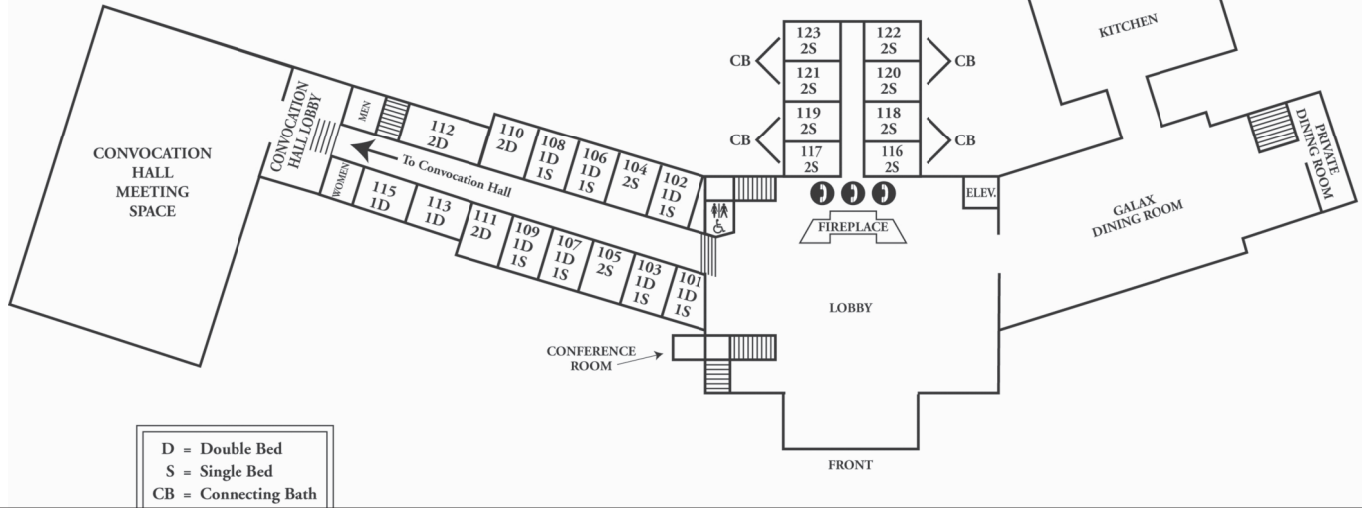 KITCHEN
123
2S
122
2S
CB
CB
121
2S
120
2S
119
2S
118
2S
CB
CB
117
2S
116
2S
CONVOCATION
HALL
MEETING
SPACE
CONVOCATION
HALL LOBBY
MEN
WOMEN
To Convocation Hall
112
2D
110
2D
108
1D
1S
106
1D
1S
104
2S
102
1D
1S
115
1D
113
1D
111
2D
109
1D
1S
107
1D
1S
105
2S
103
1D
1S
101
1D
1S
FIREPLACE
ELEV.
LOBBY
GALAX
DINING ROOM
PRIVATE
DINING ROOM
CONFERENCE
ROOM
FRONT
D = Double Bed
S = Single Bed
CB = Connecting Bath